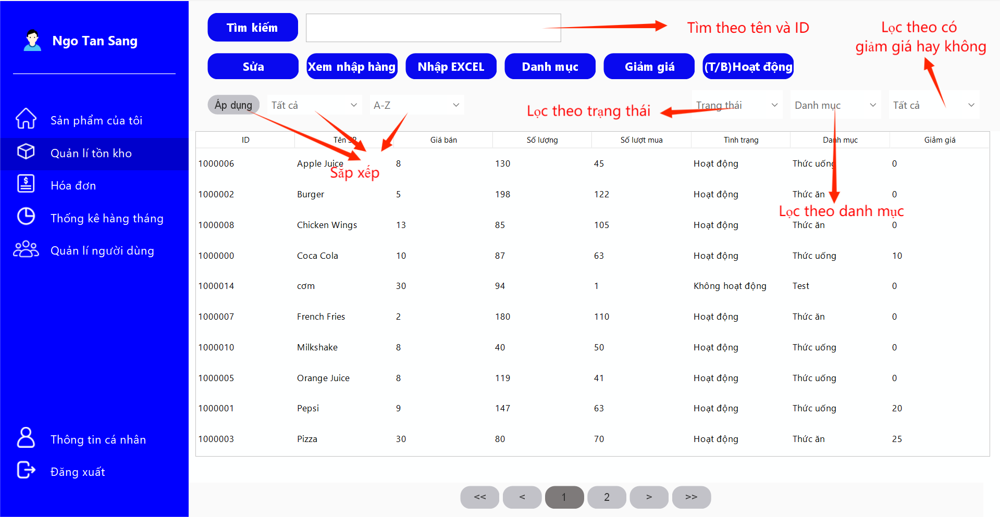 Ngo Tan Sang
Sản phẩm của tôi
Quản lí tồn kho
Hóa đơn
Thống kê hàng tháng
Quản lí người dùng
Thông tin cá nhân
Đăng xuất
Tìm kiếm
Tìm theo tên và ID
Lọc theo có
giảm giá hay không
Sửa
Xem nhập hàng
Nhập EXCEL
Danh mục
Giảm giá
(T/B)Hoạt động
Áp dụng
Tất cả
A-Z
Lọc theo trạng thái
Trạng thái
Danh mục
Tất cả
ID Tên SP Giá bán Số lượng Số lượt mua Tình trạng Danh mục Giảm giá
1000006 Apple Juice 8 130 45 Hoạt động Thức uống 0
Sắp xếp
1000002 Burger 5 198 122 Hoạt động Thức ăn 0
Lọc theo danh mục
1000008 Chicken Wings 13 85 105 Hoạt động Thức ăn 0
1000000 Coca Cola 10 87 63 Hoạt động Thức uống 10
1000014 cơm 30 94 1 Không hoạt động Test 0
1000007 French Fries 2 180 110 Hoạt động Thức ăn 0
1000010 Milkshake 8 40 50 Hoạt động Thức uống 0
1000005 Orange Juice 8 119 41 Hoạt động Thức uống 0
1000001 Pepsi 9 147 63 Hoạt động Thức uống 20
1000003 Pizza 30 80 70 Hoạt động Thức ăn 25
<< < 1 2 > >>